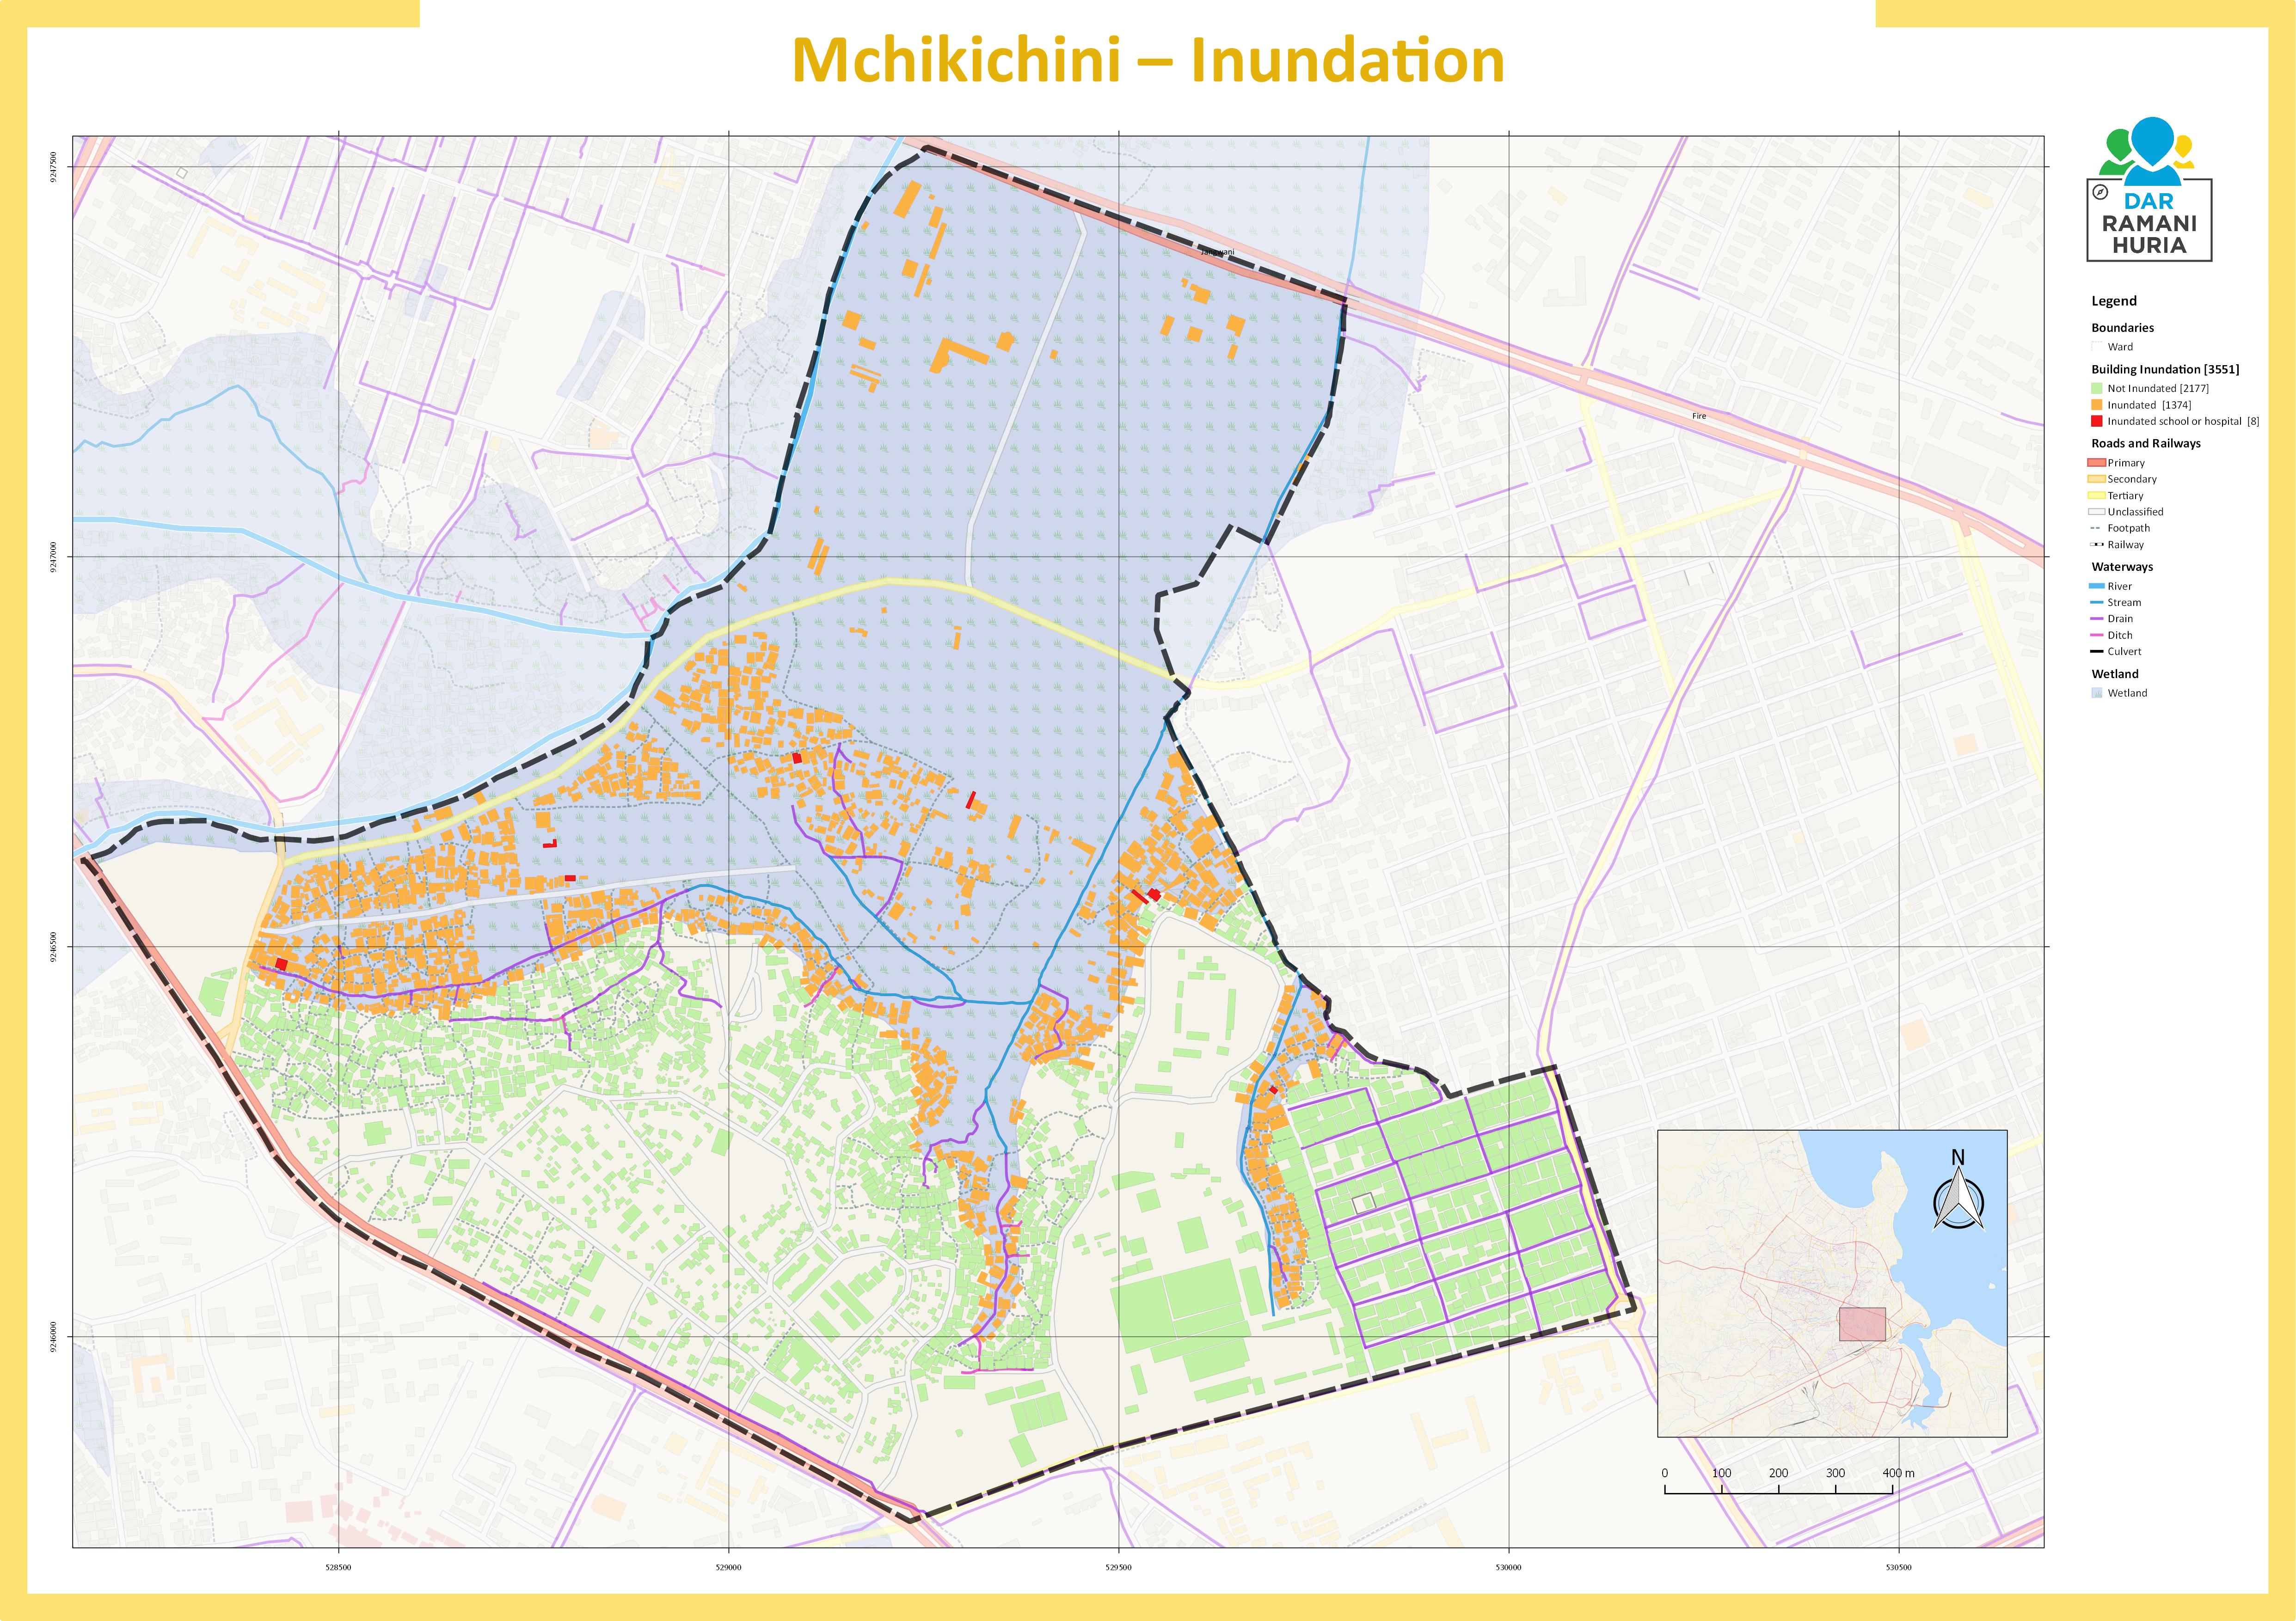 Mchikichini – Inundation
DAR
RAMANI
HURIA
Legend
Boundaries
Ward
Building Inundation [3551]
Not Inundated [2177]
Inundated [1374]
Inundated school or hospital [8]
Roads and Railways
Primary
Secondary
Tertiary
Unclassified
Footpath
Railway
Waterways
River
Stream
Drain
Ditch
Culvert
Wetland
Wetland
Jangwani
Fire
9247500
9247000
9246500
9246000
N
0 100 200 300 400 m
528500 529000 529500 530000 530500